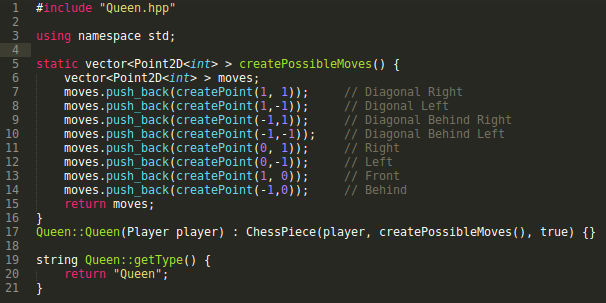 1 #include "Queen.hpp"
2
3 using namespace std;
4
5 static vector<Point2D<int> > createPossibleMoves() {
6     vector<Point2D<int> > moves;
7     moves.push_back(createPoint(1, 1));     // Diagonal Right
8     moves.push_back(createPoint(1,-1));     // Digonal Left
9     moves.push_back(createPoint(-1,1));     // Diagonal Behind Right
10     moves.push_back(createPoint(-1,-1));    // Diagonal Behind Left
11     moves.push_back(createPoint(0, 1));     // Right
12     moves.push_back(createPoint(0,-1));     // Left
13     moves.push_back(createPoint(1, 0));     // Front
14     moves.push_back(createPoint(-1,0));     // Behind
15     return moves;
16 }
17 Queen::Queen(Player player) : ChessPiece(player, createPossibleMoves(), true) {}
18
19 string Queen::getType() {
20     return "Queen";
21 }